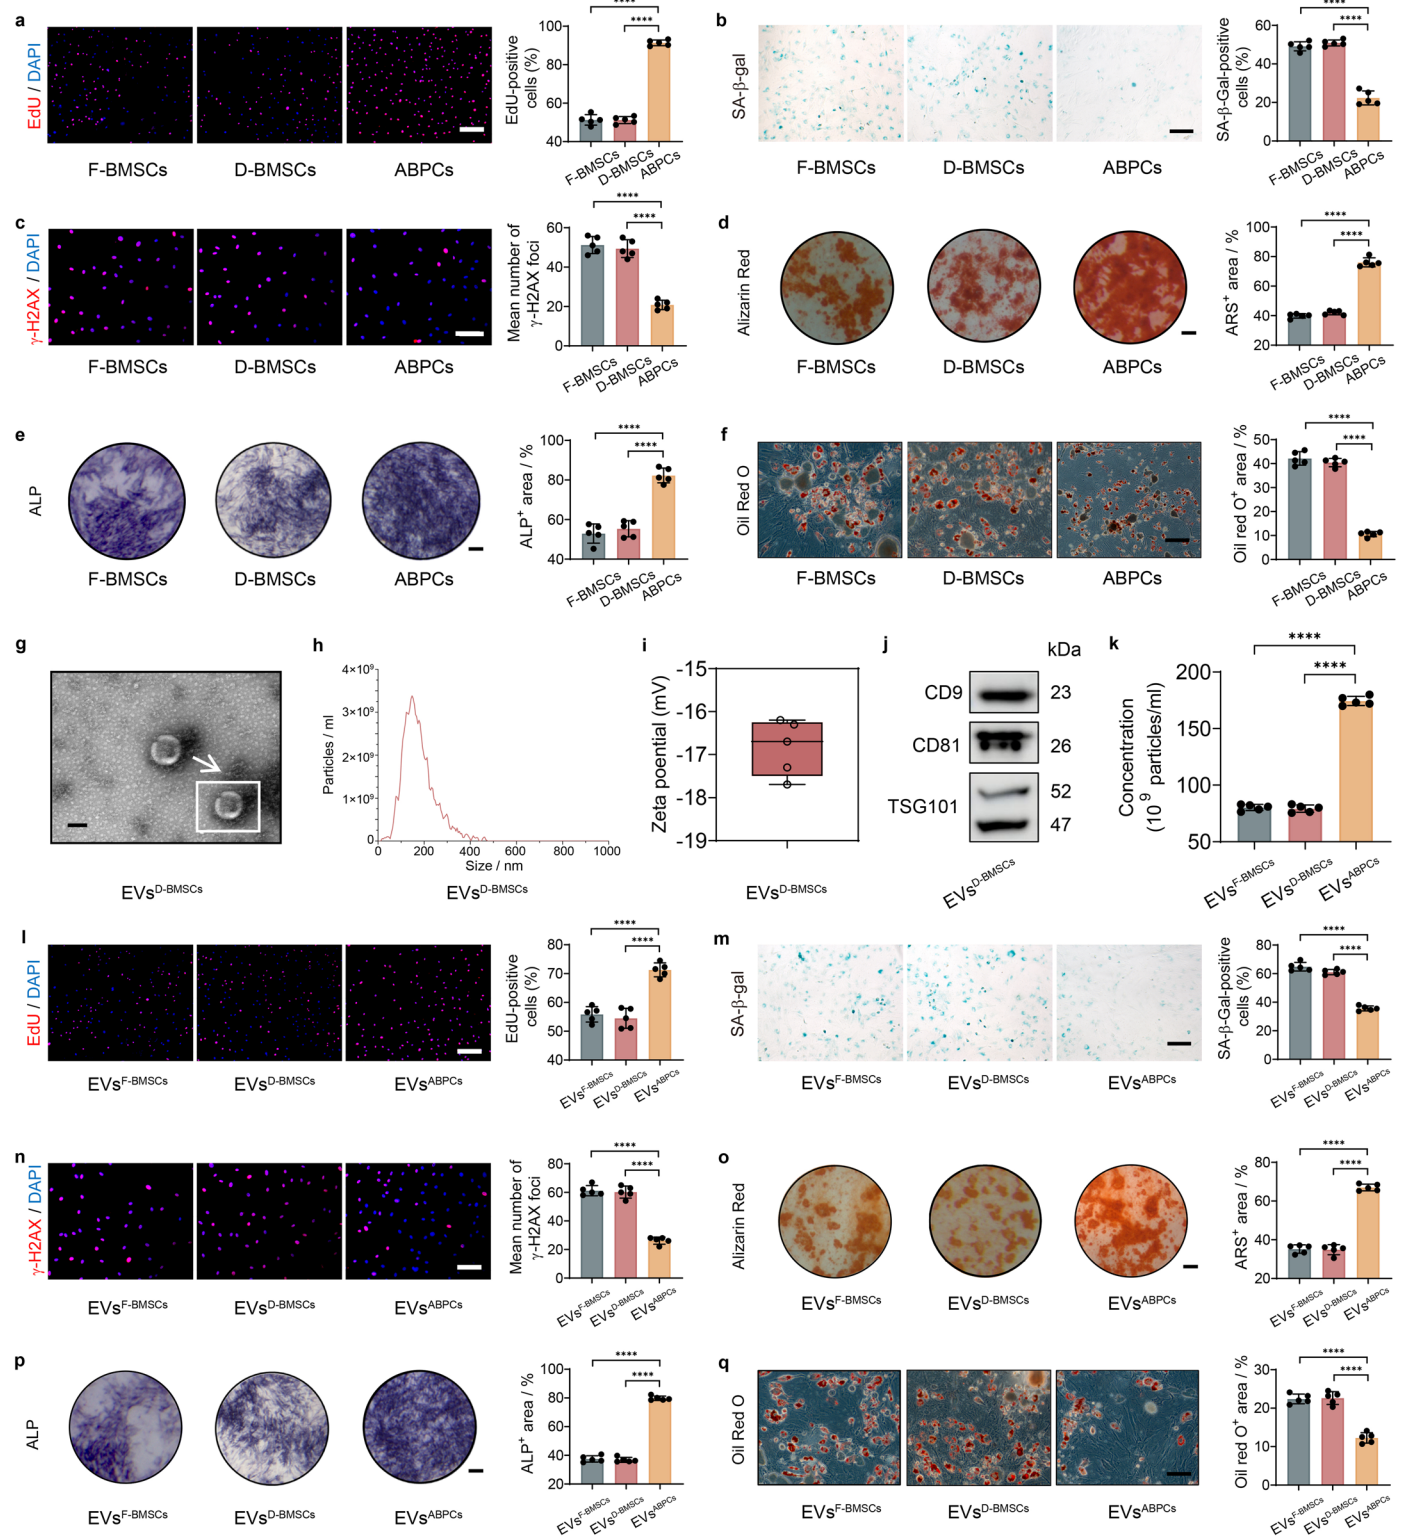 a
EdU / DAPI
F-BMSCs
D-BMSCs
ABPCs
EdU-positive
cells (%)
100
80
60
40
****
****
F-BMSCs
D-BMSCs
ABPCs
b
SA-β-gal
F-BMSCs
D-BMSCs
ABPCs
SA-β-Gal-positive
cells (%)
60
40
20
0
****
****
F-BMSCs
D-BMSCs
ABPCs
c
γ-H2AX / DAPI
F-BMSCs
D-BMSCs
ABPCs
Mean number of
γ-H2AX foci
60
40
20
0
****
****
F-BMSCs
D-BMSCs
ABPCs
d
Alizarin Red
F-BMSCs
D-BMSCs
ABPCs
ARS+ area / %
100
80
60
40
20
****
****
F-BMSCs
D-BMSCs
ABPCs
e
ALP
F-BMSCs
D-BMSCs
ABPCs
ALP+ area / %
100
80
60
40
****
****
F-BMSCs
D-BMSCs
ABPCs
f
Oil Red O
F-BMSCs
D-BMSCs
ABPCs
Oil red O+ area / %
50
40
30
20
10
0
****
****
F-BMSCs
D-BMSCs
ABPCs
g
EVsD-BMSCs
h
Particles / ml
4×10⁹
3×10⁹
2×10⁹
1×10⁹
0
0 200 400 600 800 1000
Size / nm
EVsD-BMSCs
i
Zeta poential (mV)
-15
-16
-17
-18
-19
EVsD-BMSCs
j
kDa
CD9 23
CD81 26
TSG101 52
47
EVsD-BMSCs
k
Concentration
(10 9 particles/ml)
200
150
100
50
****
****
EVsF-BMSCs
EVsD-BMSCs
EVsABPCs
l
EdU / DAPI
EVsF-BMSCs
EVsD-BMSCs
EVsABPCs
EdU-positive
cells (%)
80
70
60
50
40
****
****
EVsF-BMSCs
EVsD-BMSCs
EVsABPCs
m
SA-β-gal
EVsF-BMSCs
EVsD-BMSCs
EVsABPCs
SA-β-Gal-positive
cells (%)
80
60
40
20
0
****
****
EVsF-BMSCs
EVsD-BMSCs
EVsABPCs
n
γ-H2AX / DAPI
EVsF-BMSCs
EVsD-BMSCs
EVsABPCs
Mean number of
γ-H2AX foci
80
60
40
20
0
****
****
EVsF-BMSCs
EVsD-BMSCs
EVsABPCs
o
Alizarin Red
EVsF-BMSCs
EVsD-BMSCs
EVsABPCs
ARS+ area / %
80
60
40
20
****
****
EVsF-BMSCs
EVsD-BMSCs
EVsABPCs
p
ALP
EVsF-BMSCs
EVsD-BMSCs
EVsABPCs
ALP+ area / %
100
80
60
40
20
****
****
EVsF-BMSCs
EVsD-BMSCs
EVsABPCs
q
Oil Red O
EVsF-BMSCs
EVsD-BMSCs
EVsABPCs
Oil red O+ area / %
30
20
10
0
****
****
EVsF-BMSCs
EVsD-BMSCs
EVsABPCs